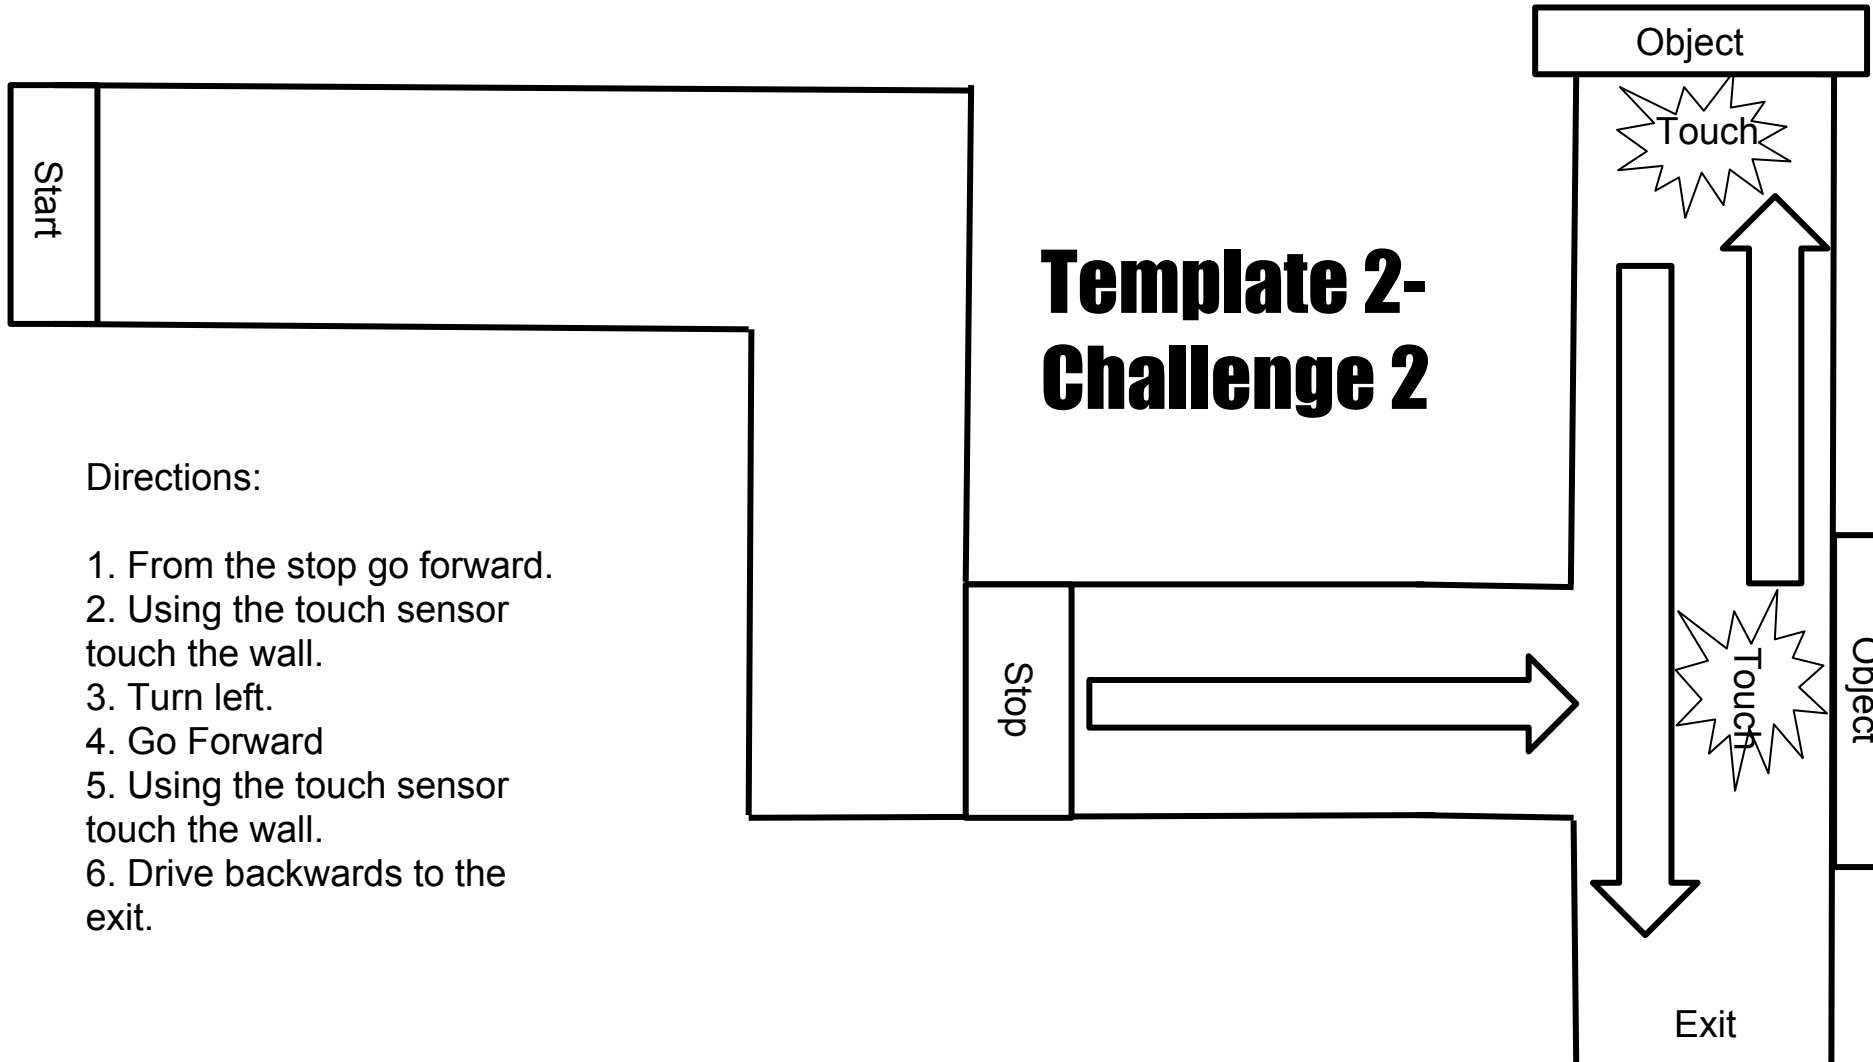 Object
Touch
Start
Template 2-
Challenge 2
Directions:
1. From the stop go forward.
2. Using the touch sensor
touch the wall.
3. Turn left.
4. Go Forward
5. Using the touch sensor
touch the wall.
6. Drive backwards to the
exit.
Stop
Touch
Object
Exit